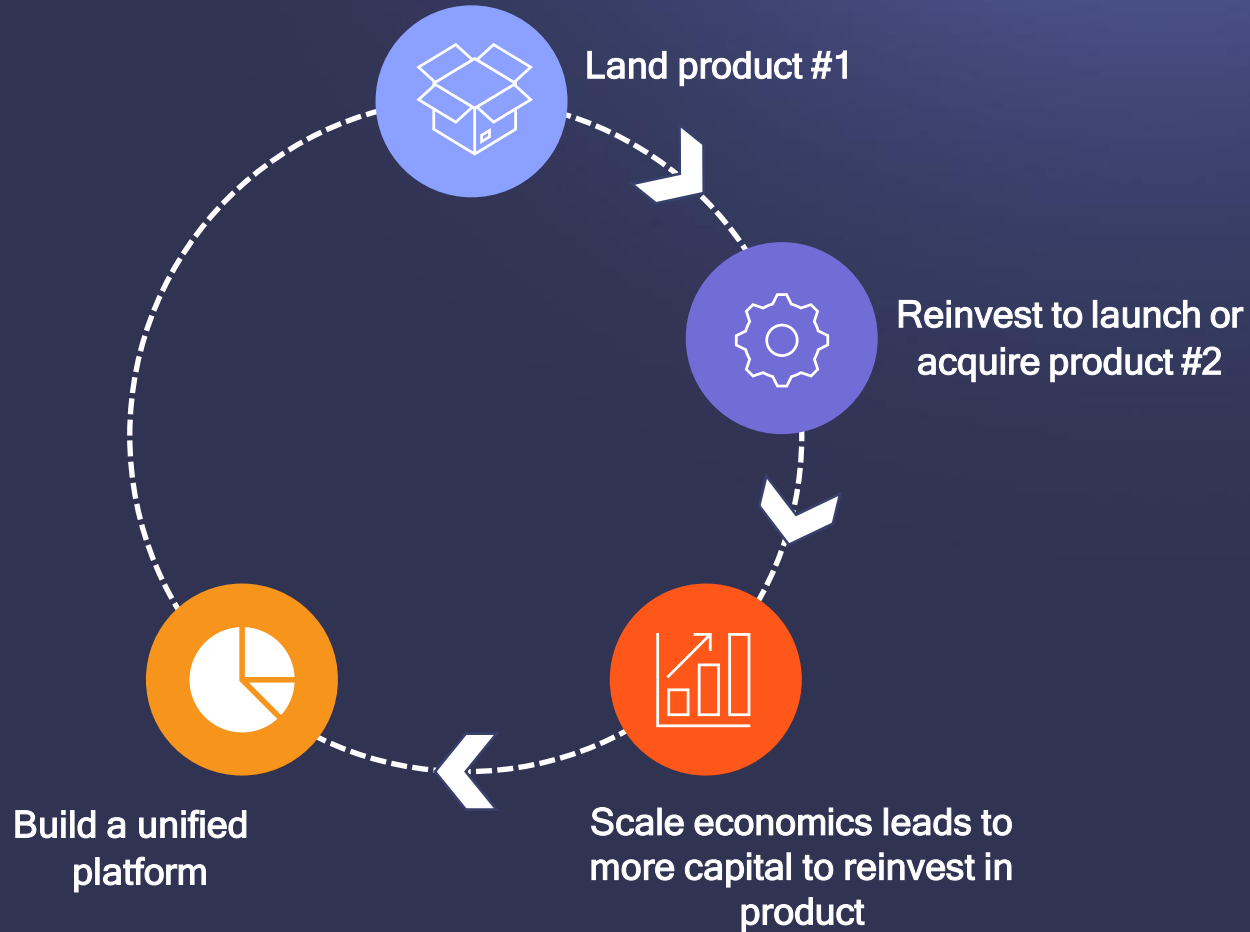 Land product #1
Reinvest to launch or
acquire product #2
Scale economics leads to
more capital to reinvest in
product
Build a unified
platform